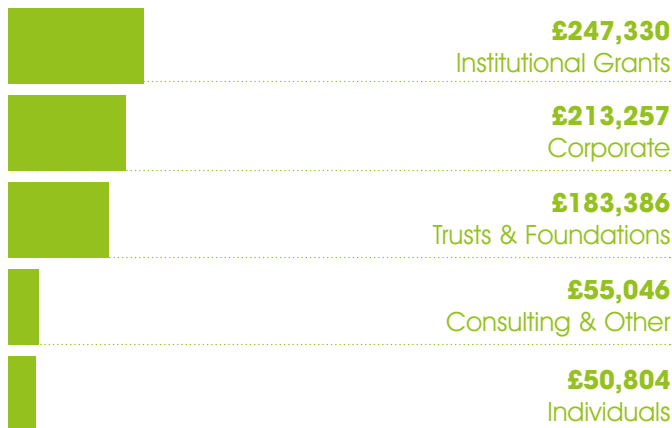 £247,330
Institutional Grants
£213,257
Corporate
£183,386
Trusts & Foundations
£55,046
Consulting & Other
£50,804
Individuals